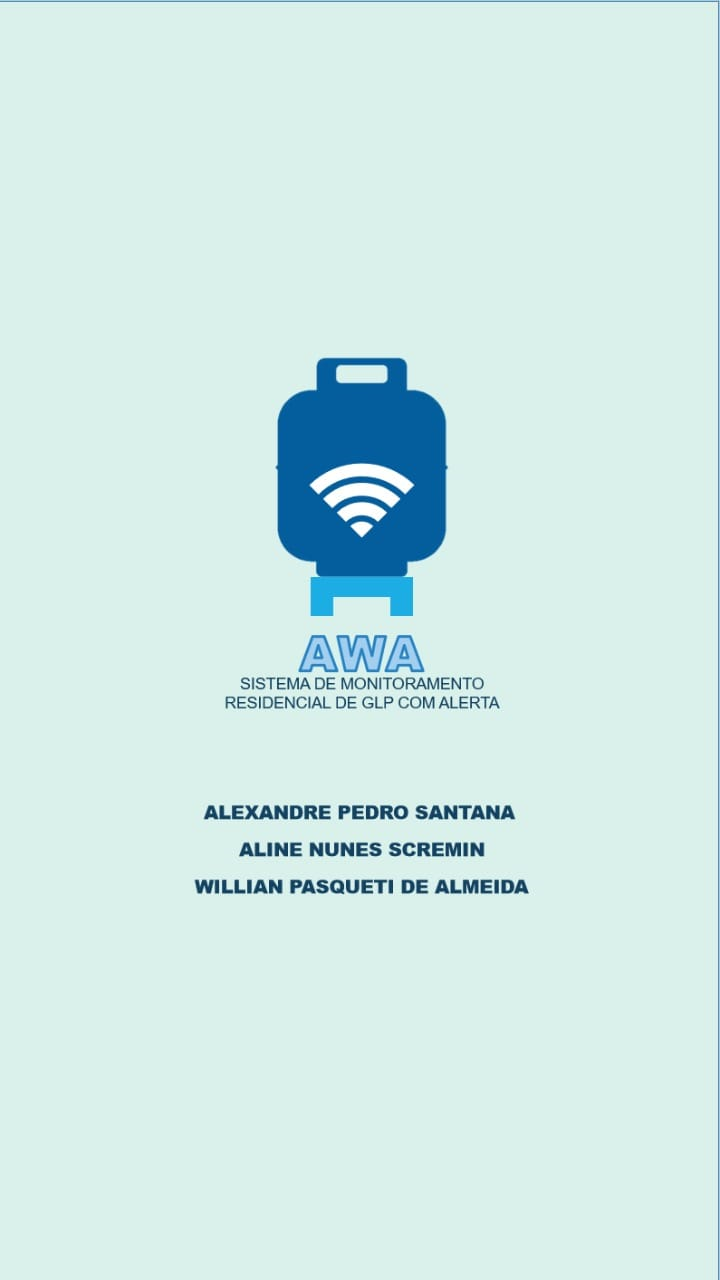 AWA
SISTEMA DE MONITORAMENTO
RESIDENCIAL DE GLP COM ALERTA
ALEXANDRE PEDRO SANTANA
ALINE NUNES SCREMIN
WILLIAN PASQUETI DE ALMEIDA